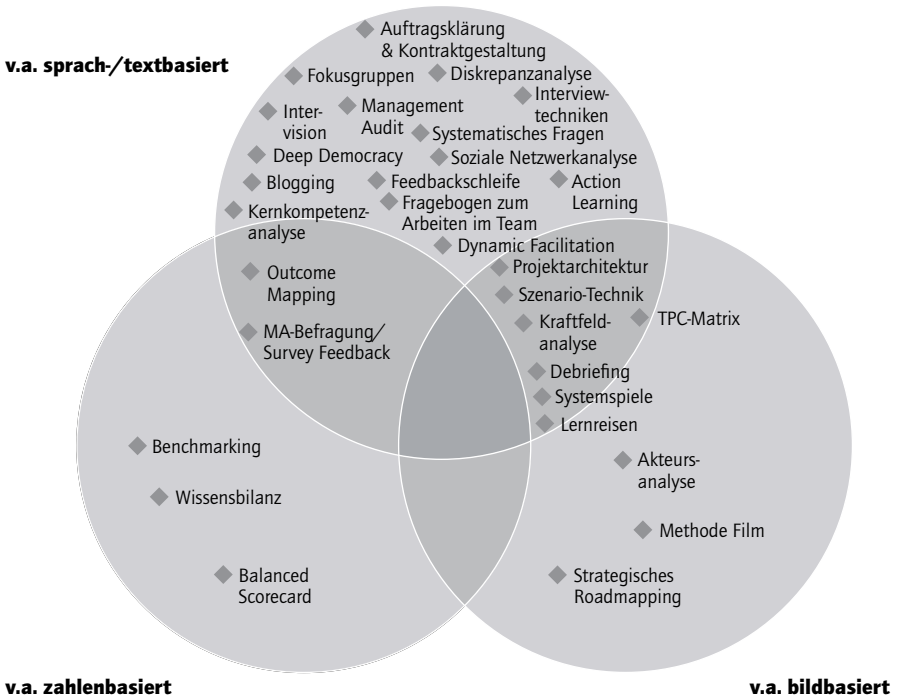 v.a. sprach-/textbasiert
Auftragsklärung
& Kontraktgestaltung
Fokusgruppen
Diskrepanzanalyse
Interview-
techniken
Inter-
vision
Management
Audit
Systematisches Fragen
Deep Democracy
Soziale Netzwerkanalyse
Blogging
Feedbackschleife
Action
Learning
Kernkompetenz-
analyse
Fragebogen zum
Arbeiten im Team
Dynamic Facilitation
Outcome
Mapping
Projektarchitektur
Szenario-Technik
MA-Befragung/
Survey Feedback
Kraftfeld-
analyse
TPC-Matrix
Debriefing
Systemspiele
Lernreisen
Benchmarking
Akteurs-
analyse
Wissensbilanz
Methode Film
Balanced
Scorecard
Strategisches
Roadmapping
v.a. zahlenbasiert
v.a. bildbasiert